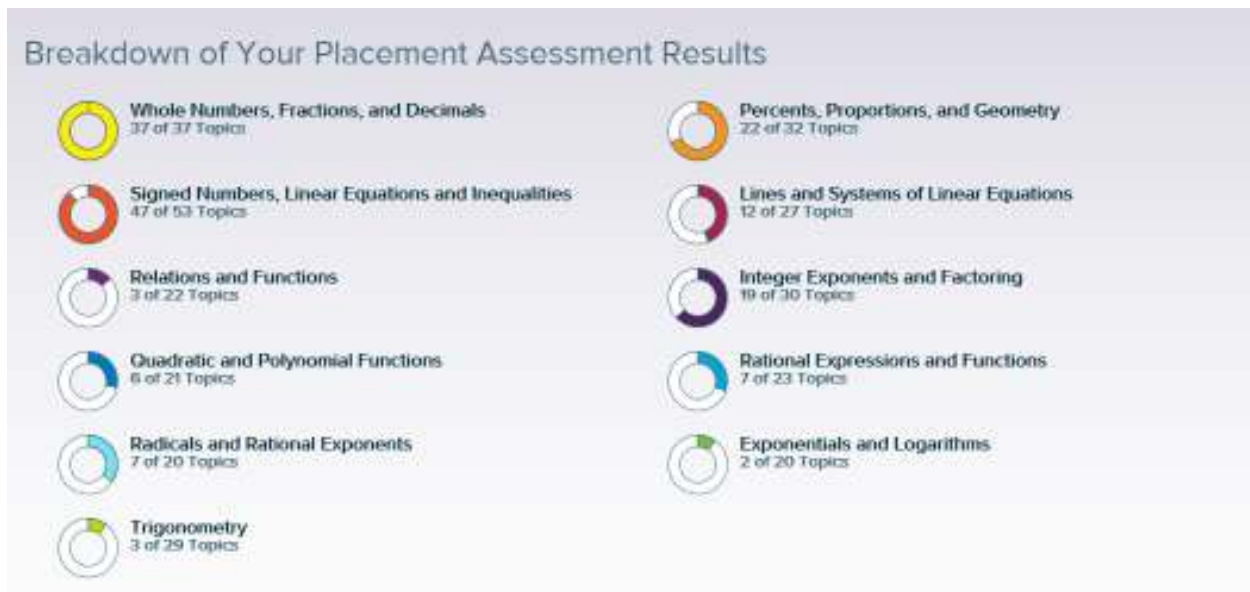 Breakdown of Your Placement Assessment Results
Whole Numbers, Fractions, and Decimals
37 of 37 Topics
Percents, Proportions, and Geometry
22 of 32 Topics
Signed Numbers, Linear Equations and Inequalities
47 of 53 Topics
Lines and Systems of Linear Equations
12 of 27 Topics
Relations and Functions
3 of 22 Topics
Integer Exponents and Factoring
19 of 30 Topics
Quadratic and Polynomial Functions
6 of 21 Topics
Rational Expressions and Functions
7 of 23 Topics
Radicals and Rational Exponents
7 of 20 Topics
Exponentials and Logarithms
2 of 20 Topics
Trigonometry
3 of 29 Topics